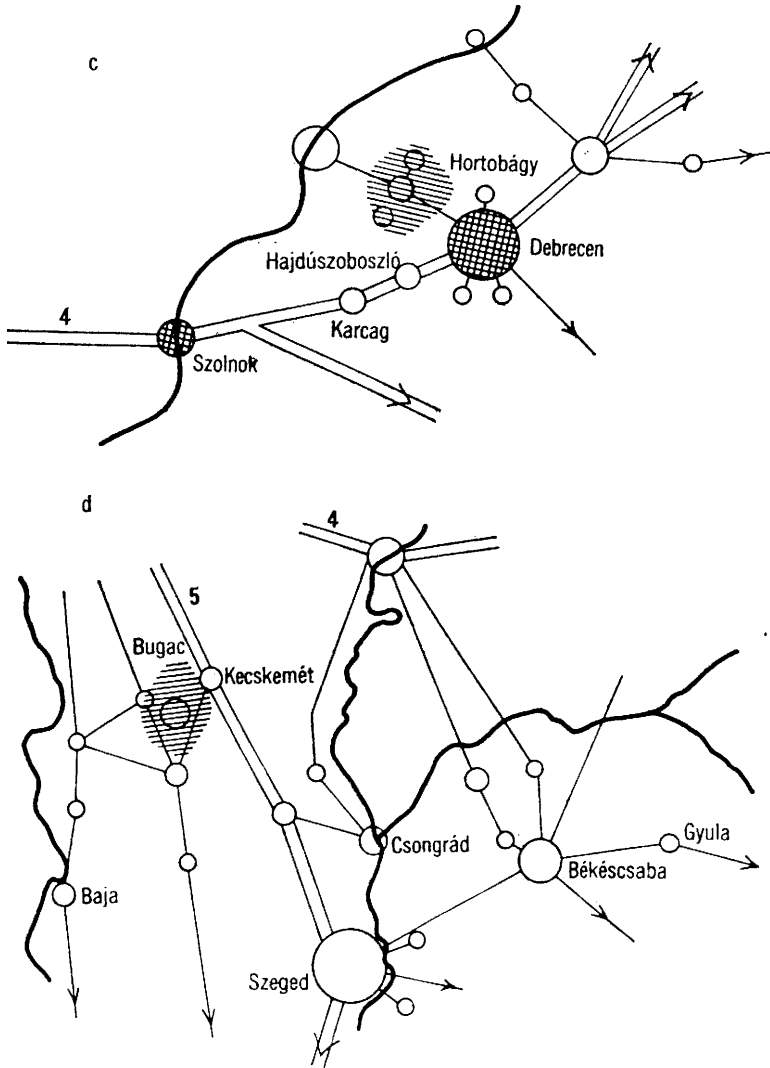 c
Hortobágy
Hajdúszoboszló
Debrecen
4
Karcag
Szolnok
d
4
5
Bugac
Kecskemét
Csongrád
Gyula
Békéscsaba
Baja
Szeged